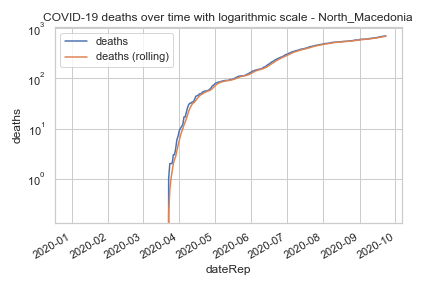 COVID-19 deaths over time with logarithmic scale - North_Macedonia
deaths
deaths (rolling)
10³
10²
10¹
10⁰
deaths
2020-01
2020-02
2020-03
2020-04
2020-05
2020-06
2020-07
2020-08
2020-09
2020-10
dateRep